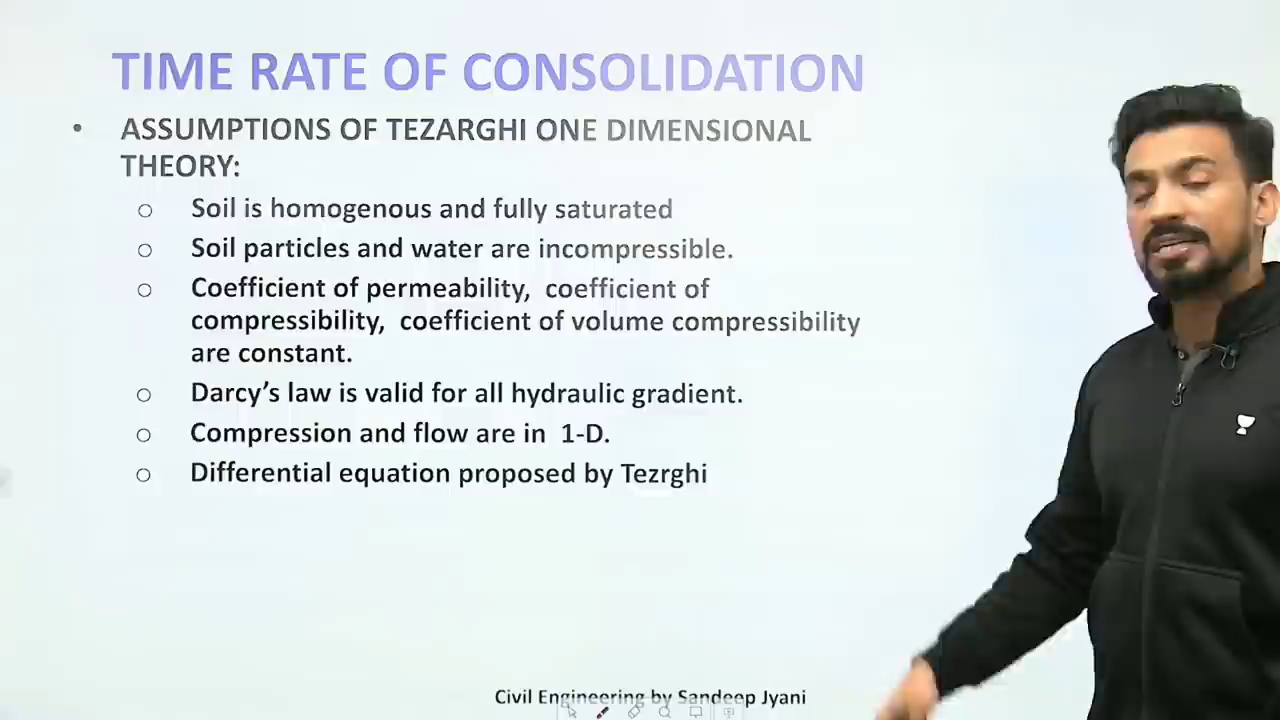 TIME RATE OF CONSOLIDATION
• ASSUMPTIONS OF TEZARGHI ONE DIMENSIONAL
THEORY:
o Soil is homogenous and fully saturated
o Soil particles and water are incompressible.
o Coefficient of permeability, coefficient of
compressibility, coefficient of volume compressibility
are constant.
o Darcy's law is valid for all hydraulic gradient.
o Compression and flow are in 1-D.
o Differential equation proposed by Tezrghi
Civil Engineering by Sandeep Jyani